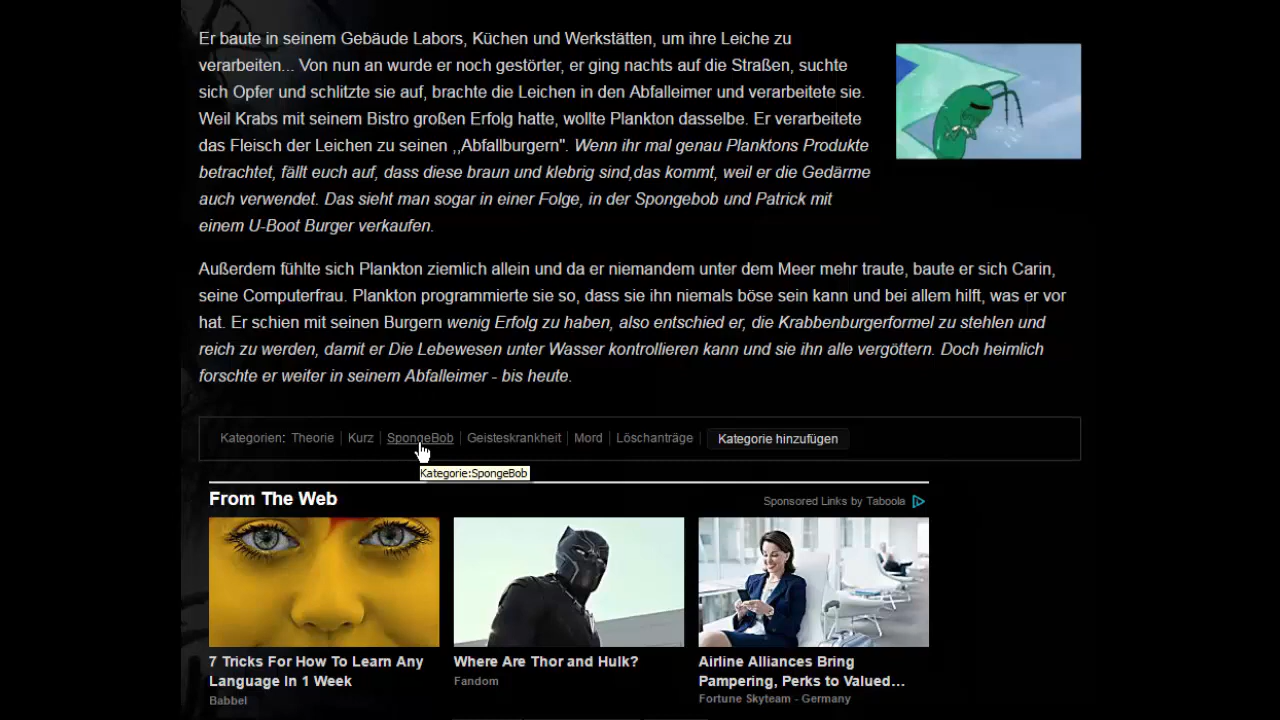 Er baute in seinem Gebäude Labors, Küchen und Werkstätten, um ihre Leiche zu
verarbeiten... Von nun an wurde er noch gestörter, er ging nachts auf die Straßen, suchte
sich Opfer und schlitzte sie auf, brachte die Leichen in den Abfalleimer und verarbeitete sie.
Weil Krabs mit seinem Bistro großen Erfolg hatte, wollte Plankton dasselbe. Er verarbeitete
das Fleisch der Leichen zu seinen ,,Abfallburgern". Wenn ihr mal genau Planktons Produkte
betrachtet, fällt euch auf, dass diese braun und klebrig sind,das kommt, weil er die Gedärme
auch verwendet. Das sieht man sogar in einer Folge, in der Spongebob und Patrick mit
einem U-Boot Burger verkaufen.
Außerdem fühlte sich Plankton ziemlich allein und da er niemandem unter dem Meer mehr traute, baute er sich Carin,
seine Computerfrau. Plankton programmierte sie so, dass sie ihn niemals böse sein kann und bei allem hilft, was er vor
hat. Er schien mit seinen Burgern wenig Erfolg zu haben, also entschied er, die Krabbenburgerformel zu stehlen und
reich zu werden, damit er Die Lebewesen unter Wasser kontrollieren kann und sie ihn alle vergöttern. Doch heimlich
forschte er weiter in seinem Abfalleimer - bis heute.
Kategorien: Theorie | Kurz | SpongeBob | Geisteskrankheit | Mord | Löschanträge | Kategorie hinzufügen
Kategorie:SpongeBob
From The Web
Sponsored Links by Taboola
7 Tricks For How To Learn Any
Language In 1 Week
Babbel
Where Are Thor and Hulk?
Fandom
Airline Alliances Bring
Pampering, Perks to Valued...
Fortune Skyteam - Germany